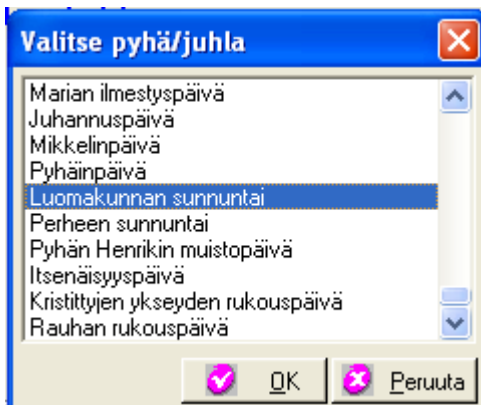 Valitse pyhä/juhla
Marian ilmestyspäivä
Juhannuspäivä
Mikkelinpäivä
Pyhäinpäivä
Luomakunnan sunnuntai
Perheen sunnuntai
Pyhän Henrikin muistopäivä
Itsenäisyyspäivä
Kristittyjen ykseyden rukouspäivä
Rauhan rukouspäivä
OK Peruuta